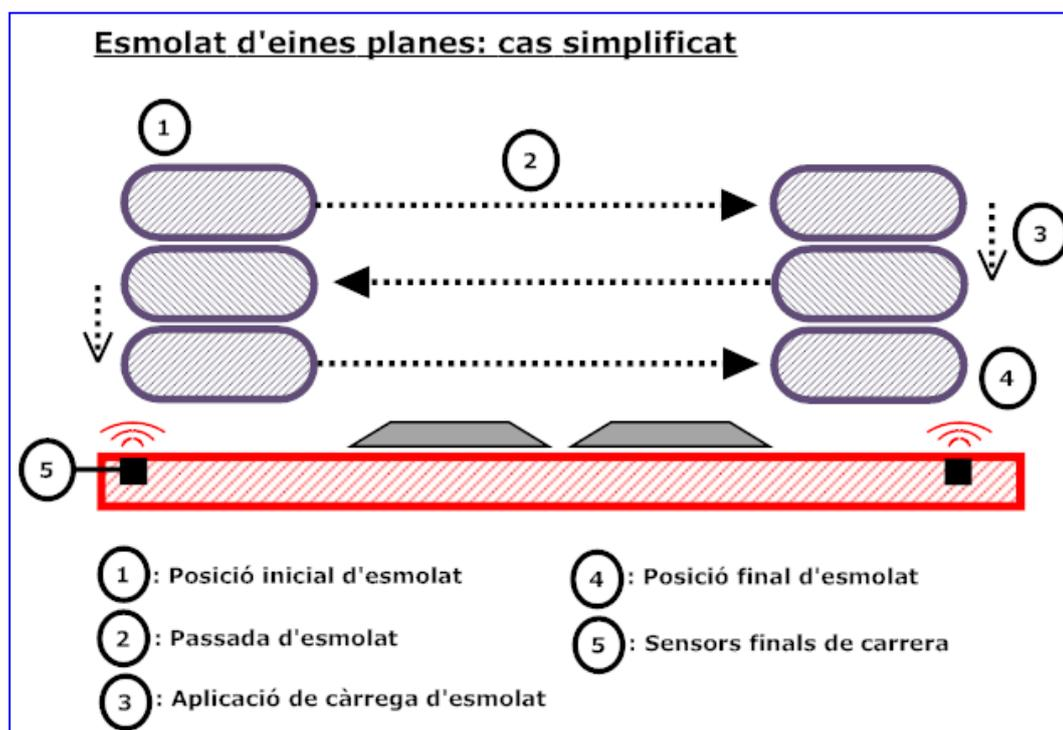 Esmolat d'eines planes: cas simplificat
1
2
3
4
5
1 : Posició inicial d'esmolat
2 : Passada d'esmolat
3 : Aplicació de càrrega d'esmolat
4 : Posició final d'esmolat
5 : Sensors finals de carrera